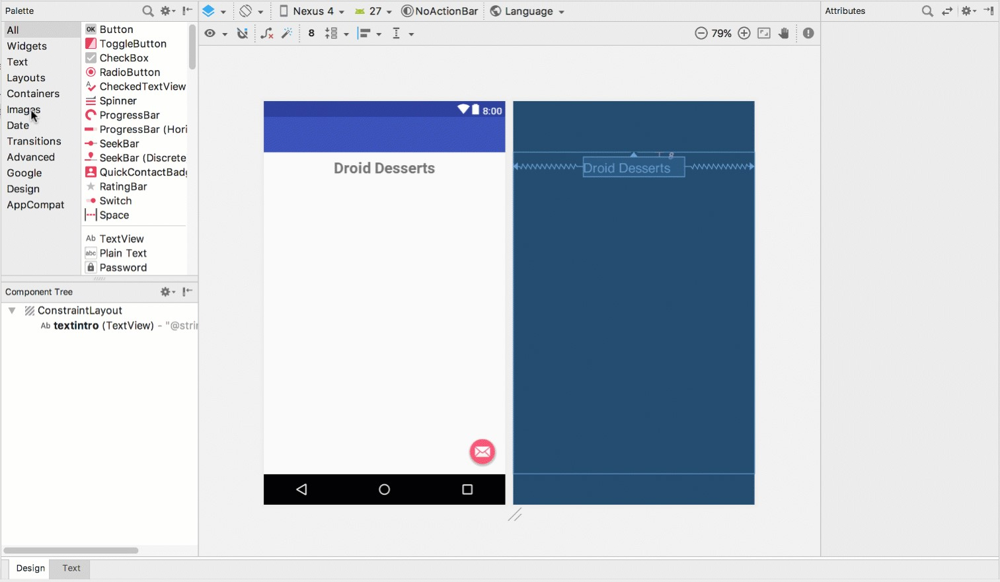 Palette
Nexus 4
27
NoActionBar
Language
Attributes
8
79%
All
Widgets
Text
Layouts
Containers
Images
Date
Transitions
Advanced
Google
Design
AppCompat
OK Button
ToggleButton
CheckBox
RadioButton
CheckedTextView
Spinner
ProgressBar
ProgressBar (Hori
SeekBar
SeekBar (Discrete
QuickContactBadg
RatingBar
Switch
Space
Ab TextView
abc Plain Text
Password
Component Tree
ConstraintLayout
Ab textintro (TextView) - "@strin
8:00
Droid Desserts
8
Droid Desserts
Design
Text